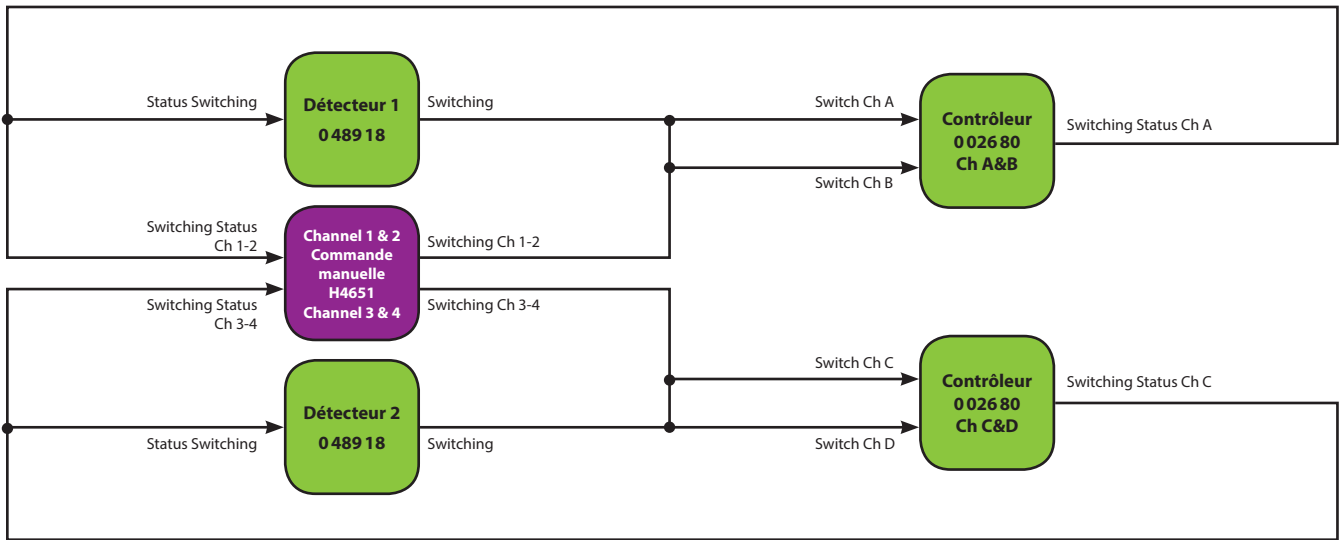 Status Switching
Détecteur 1
0 489 18
Switching
Switch Ch A
Switch Ch B
Contrôleur
0 026 80
Ch A&B
Switching Status Ch A
Switching Status
Ch 1-2
Channel 1 & 2
Commande
manuelle
H4651
Channel 3 & 4
Switching Ch 1-2
Switching Status
Ch 3-4
Switching Ch 3-4
Switch Ch C
Switch Ch D
Contrôleur
0 026 80
Ch C&D
Switching Status Ch C
Status Switching
Détecteur 2
0 489 18
Switching